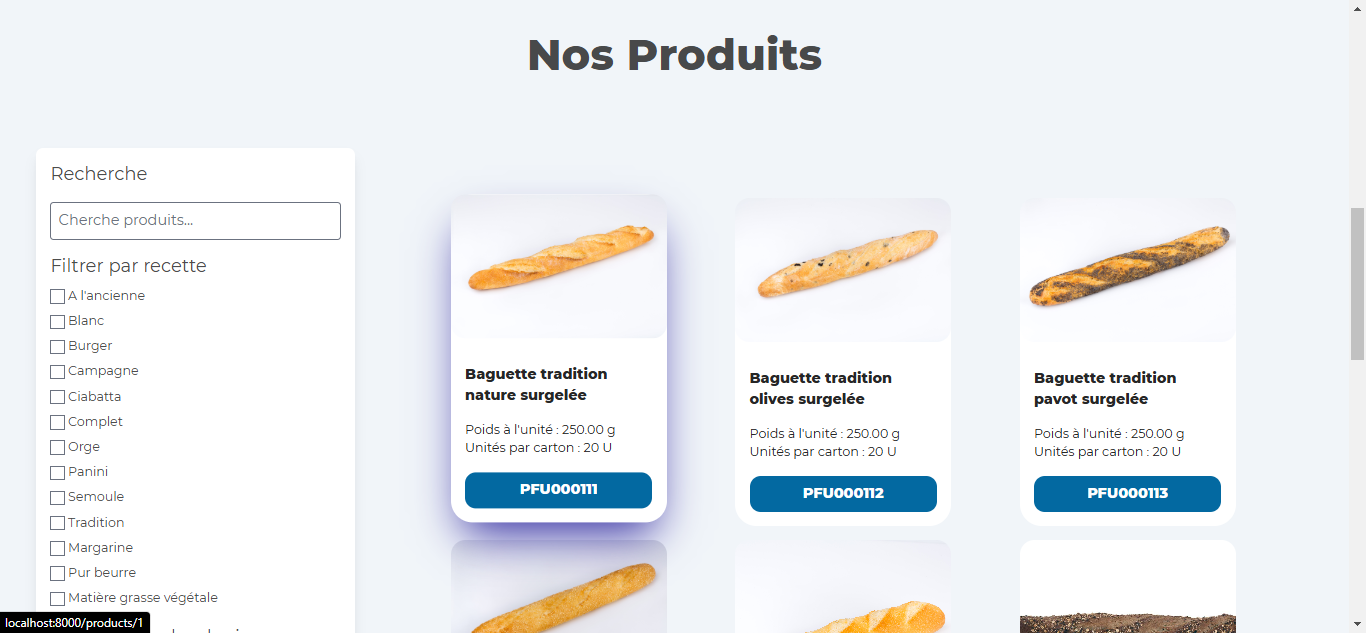 Nos Produits
Recherche
Cherche produits...
Filtrer par recette
A l'ancienne
Blanc
Burger
Campagne
Ciabatta
Complet
Orge
Panini
Semoule
Tradition
Margarine
Pur beurre
Matière grasse végétale
Baguette tradition
nature surgelée
Poids à l'unité : 250.00 g
Unités par carton : 20 U
PFU000111
Baguette tradition
olives surgelée
Poids à l'unité : 250.00 g
Unités par carton : 20 U
PFU000112
Baguette tradition
pavot surgelée
Poids à l'unité : 250.00 g
Unités par carton : 20 U
PFU000113
localhost:8000/products/1